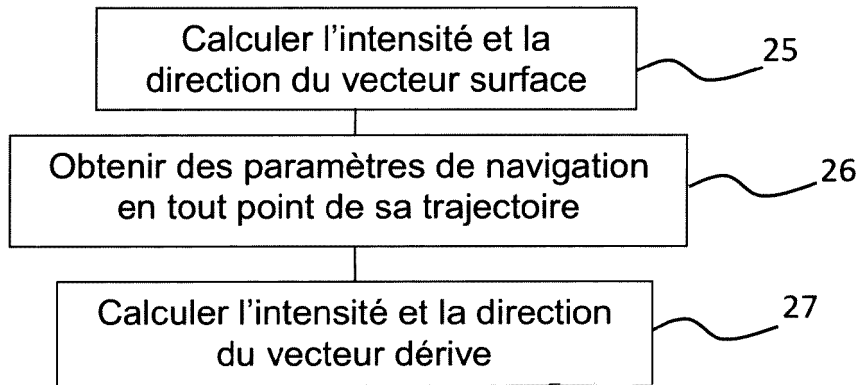 Calculer l'intensité et la
direction du vecteur surface
25
Obtenir des paramètres de navigation
en tout point de sa trajectoire
26
Calculer l'intensité et la direction
du vecteur dérive
27